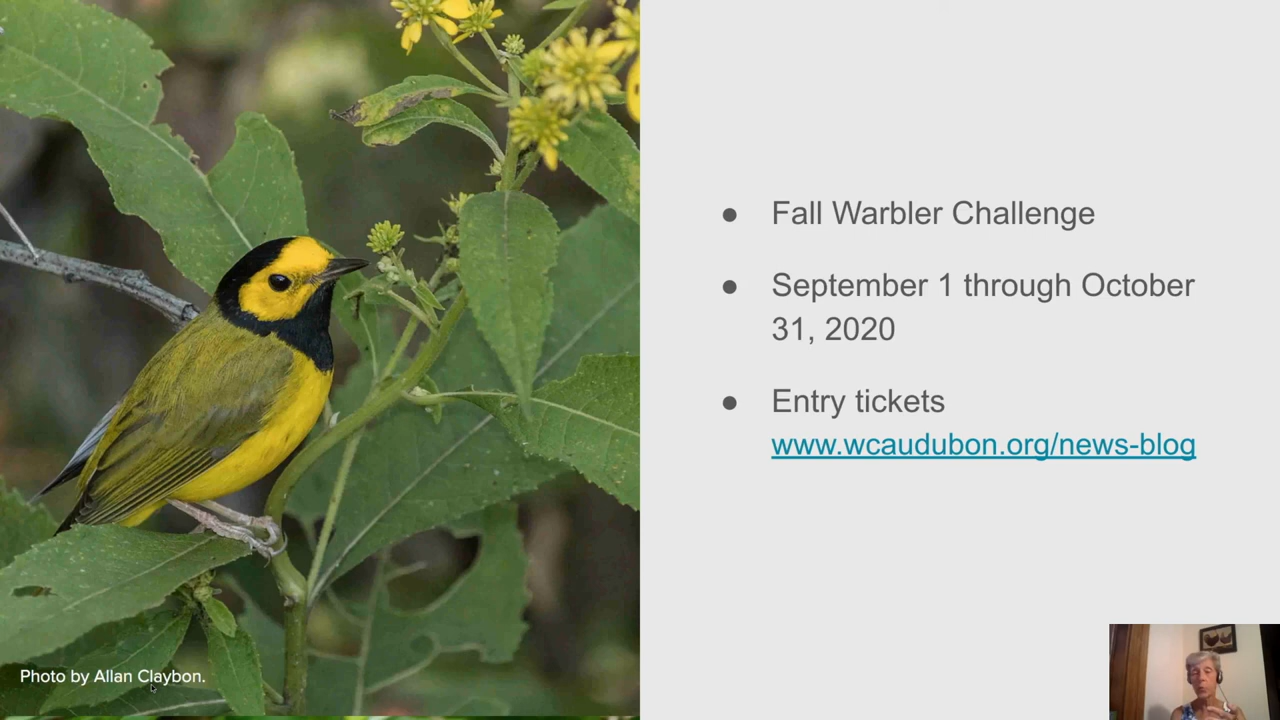 ● Fall Warbler Challenge
● September 1 through October
31, 2020
● Entry tickets
www.wcaudubon.org/news-blog
Photo by Allan Claybon.